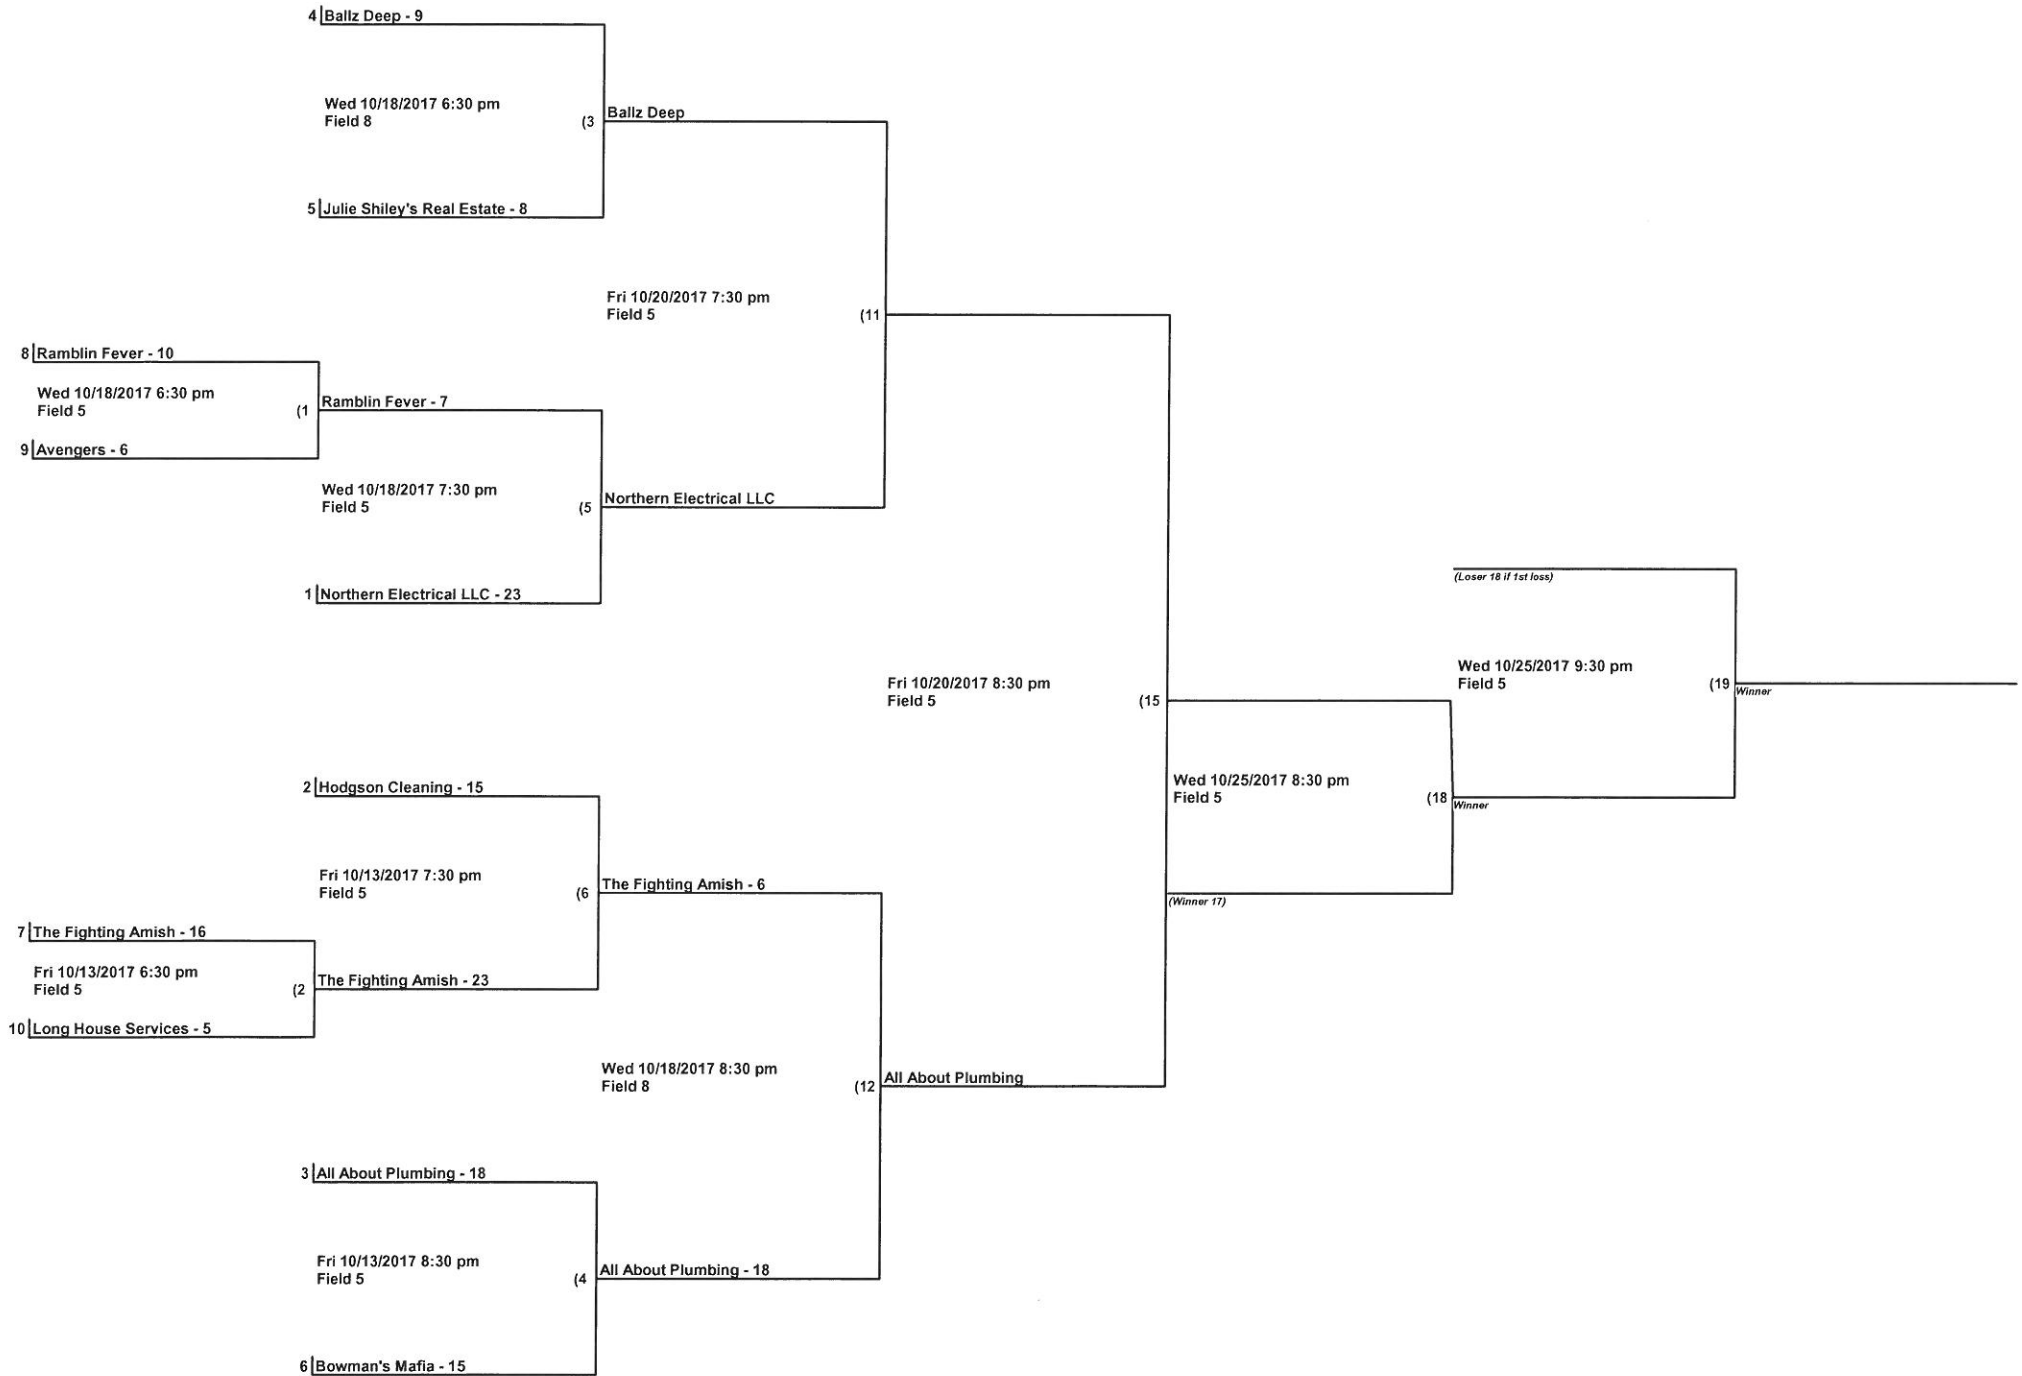 4 Ballz Deep - 9
Wed 10/18/2017 6:30 pm
Field 8
(3
Ballz Deep
5 Julie Shiley's Real Estate - 8
Fri 10/20/2017 7:30 pm
Field 5
(11
8 Ramblin Fever - 10
Wed 10/18/2017 6:30 pm
Field 5
(1
Ramblin Fever - 7
9 Avengers - 6
Wed 10/18/2017 7:30 pm
Field 5
(5
Northern Electrical LLC
1 Northern Electrical LLC - 23
(Loser 18 if 1st loss)
Wed 10/25/2017 9:30 pm
Field 5
(19
Winner
Fri 10/20/2017 8:30 pm
Field 5
(15
Wed 10/25/2017 8:30 pm
Field 5
(18
Winner
(Winner 17)
2 Hodgson Cleaning - 15
Fri 10/13/2017 7:30 pm
Field 5
(6
The Fighting Amish - 6
7 The Fighting Amish - 16
Fri 10/13/2017 6:30 pm
Field 5
(2
The Fighting Amish - 23
10 Long House Services - 5
Wed 10/18/2017 8:30 pm
Field 8
(12
All About Plumbing
3 All About Plumbing - 18
Fri 10/13/2017 8:30 pm
Field 5
(4
All About Plumbing - 18
6 Bowman's Mafia - 15